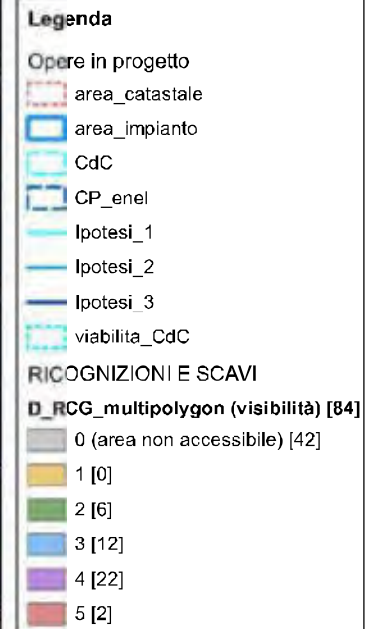 Legenda
Opere in progetto
area_catastale
area_impianto
CdC
CP_enel
Ipotesi_1
Ipotesi_2
Ipotesi_3
viabilita_CdC
RICOGNIZIONI E SCAVI
D_RCG_multipolygon (visibilità) [84]
0 (area non accessibile) [42]
1 [0]
2 [6]
3 [12]
4 [22]
5 [2]